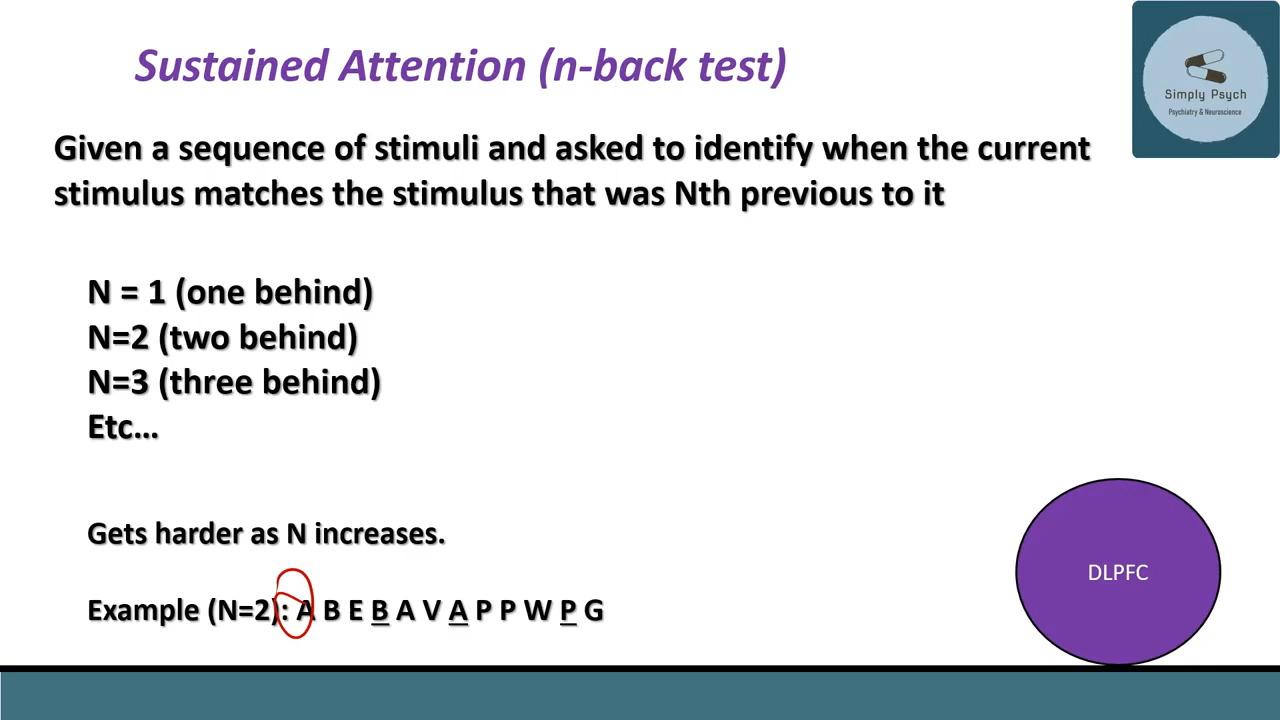 Sustained Attention (n-back test)
Simply Psych
Psychiatry & Neuroscience
Given a sequence of stimuli and asked to identify when the current
stimulus matches the stimulus that was Nth previous to it
N = 1 (one behind)
N=2 (two behind)
N=3 (three behind)
Etc...
Gets harder as N increases.
DLPFC
Example (N=2): A B E B A V A P P W P G